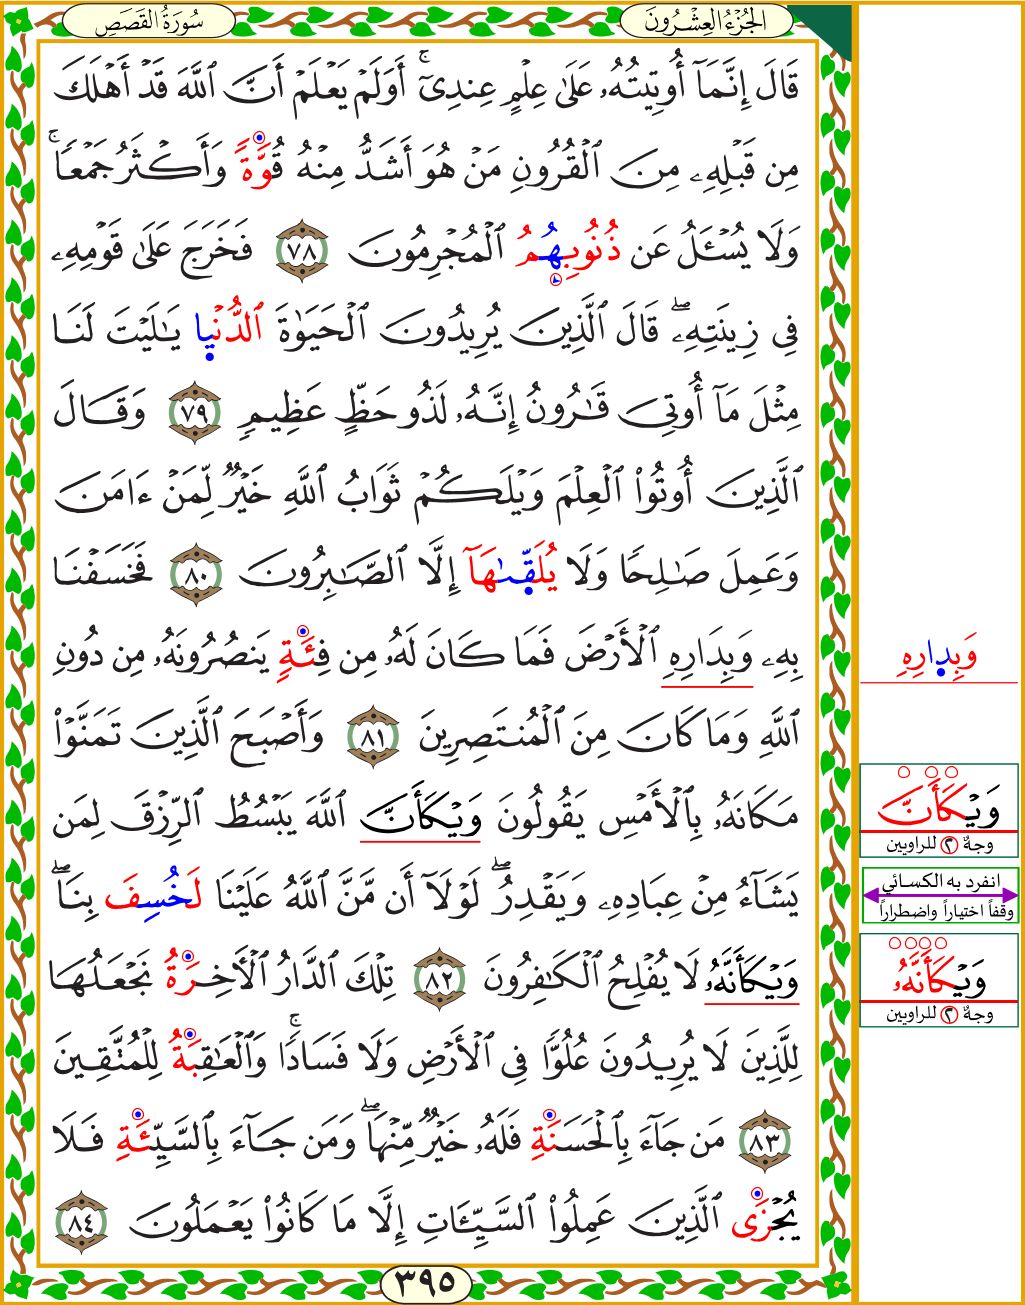 الجُزْءُ العِشْرُونَ
سُورَةُ القَصَصِ
قَالَ إِنَّمَآ أُوتِيتُهُۥ عَلَىٰ عِلْمٍ عِندِىٓۚ أَوَلَمْ يَعْلَمْ أَنَّ ٱللَّهَ قَدْ أَهْلَكَ
مِن قَبْلِهِۦ مِنَ ٱلْقُرُونِ مَنْ هُوَ أَشَدُّ مِنْهُ قُوَّةً وَأَكْثَرُ جَمْعًاۚ
وَلَا يُسْـَٔلُ عَن ذُنُوبِهُمُ ٱلْمُجْرِمُونَ ٧٨ فَخَرَجَ عَلَىٰ قَوْمِهِۦ
فِى زِينَتِهِۦۖ قَالَ ٱلَّذِينَ يُرِيدُونَ ٱلْحَيَوٰةَ ٱلدُّنْيٜا يَٰلَيْتَ لَنَا
مِثْلَ مَآ أُوتِىَ قَٰرُونُ إِنَّهُۥ لَذُو حَظٍّ عَظِيمٍ ٧٩ وَقَالَ
ٱلَّذِينَ أُوتُوا۟ ٱلْعِلْمَ وَيْلَكُمْ ثَوَابُ ٱللَّهِ خَيْرٌ لِّمَنْ ءَامَنَ
وَعَمِلَ صَٰلِحًا وَلَا يُلَقّٜىٰهَآ إِلَّا ٱلصَّٰبِرُونَ ٨٠ فَخَسَفْنَا
بِهِۦ وَبِدَارِهِ ٱلْأَرْضَ فَمَا كَانَ لَهُۥ مِن فِئَةٍ يَنصُرُونَهُۥ مِن دُونِ
ٱللَّهِ وَمَا كَانَ مِنَ ٱلْمُنتَصِرِينَ ٨١ وَأَصْبَحَ ٱلَّذِينَ تَمَنَّوْا۟
مَكَانَهُۥ بِٱلْأَمْسِ يَقُولُونَ وَيْكَأَنَّ ٱللَّهَ يَبْسُطُ ٱلرِّزْقَ لِمَن
يَشَآءُ مِنْ عِبَادِهِۦ وَيَقْدِرُۖ لَوْلَآ أَن مَّنَّ ٱللَّهُ عَلَيْنَا لَخُسِفَ بِنَاۖ
وَيْكَأَنَّهُۥ لَا يُفْلِحُ ٱلْكَٰفِرُونَ ٨٢ تِلْكَ ٱلدَّارُ ٱلْأَخِرَةُ نَجْعَلُهَا
لِلَّذِينَ لَا يُرِيدُونَ عُلُوًّا فِى ٱلْأَرْضِ وَلَا فَسَادًاۚ وَٱلْعَٰقِبَةُ لِلْمُتَّقِينَ
٨٣ مَن جَآءَ بِٱلْحَسَنَةِ فَلَهُۥ خَيْرٌ مِّنْهَاۖ وَمَن جَآءَ بِٱلسَّيِّئَةِ فَلَا
يُجْزَى ٱلَّذِينَ عَمِلُوا۟ ٱلسَّيِّـَٔاتِ إِلَّا مَا كَانُوا۟ يَعْمَلُونَ ٨٤
٣٩٥
وَبِدٜارِهِ
وَيْكَأَنَّ
وجهٌ ٢ للراويين
انفرد به الكسائي
وقفاً اختياراً واضطراراً
وَيْكَأَنَّهُۥ
وجهٌ ٢ للراويين